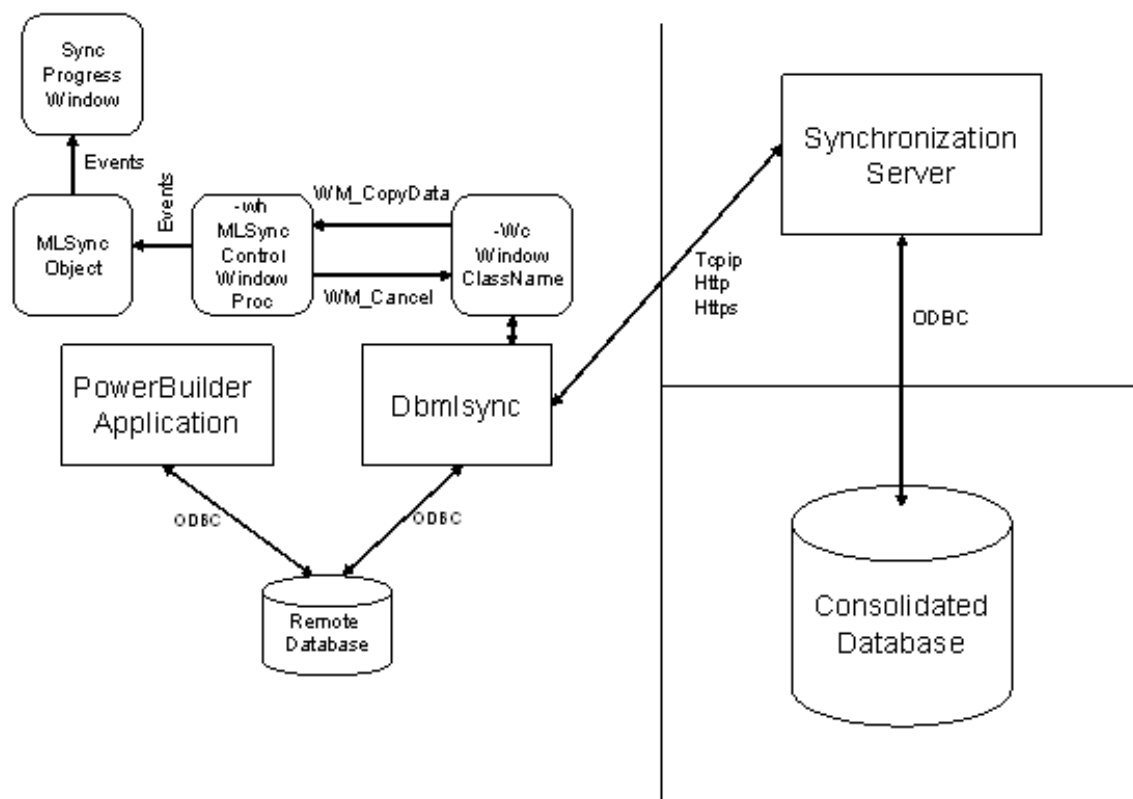 Sync
Progress
Window
Events
MLSync
Object
Events
-wh
MLSync
Control
Window
Proc
WM_CopyData
WM_Cancel
-Wc
Window
ClassName
PowerBuilder
Application
Dbmlsync
ODBC
ODBC
Remote
Database
Synchronization
Server
Tcpip
Http
Https
ODBC
Consolidated
Database